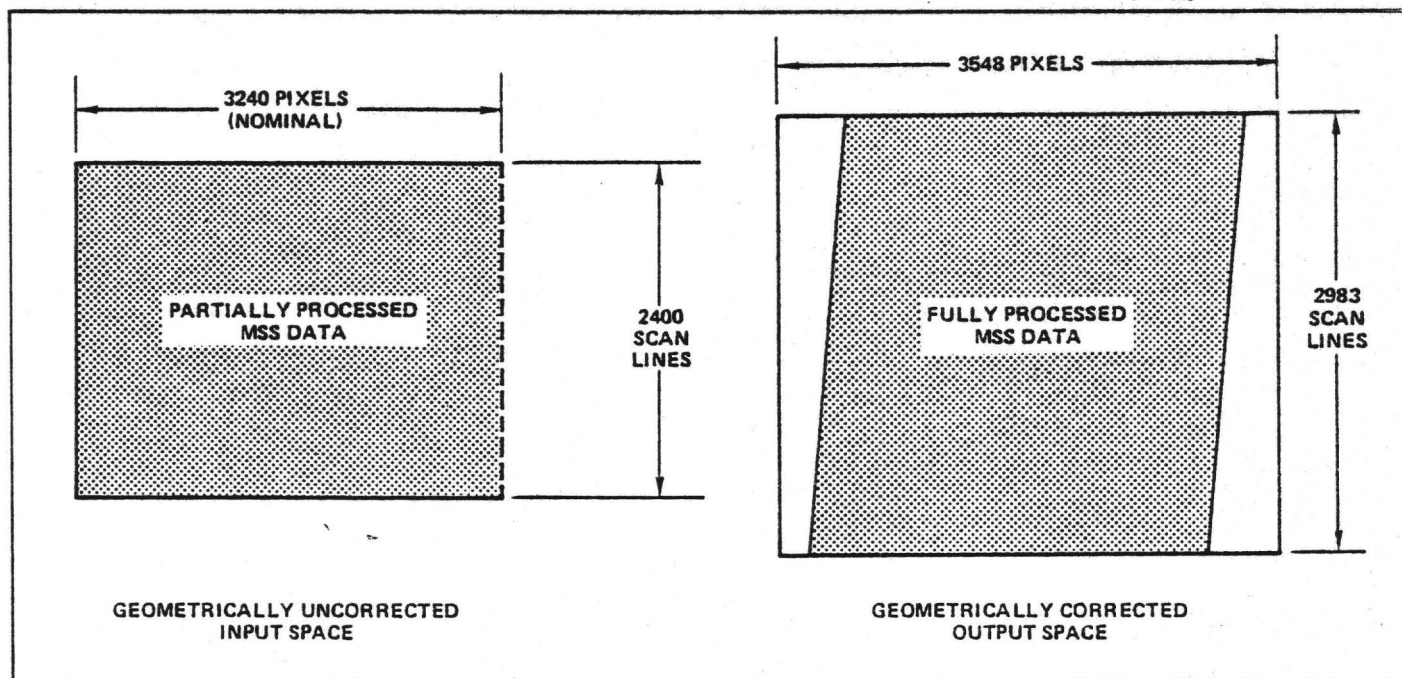 3240 PIXELS
(NOMINAL)
PARTIALLY PROCESSED
MSS DATA
2400
SCAN
LINES
GEOMETRICALLY UNCORRECTED
INPUT SPACE
3548 PIXELS
FULLY PROCESSED
MSS DATA
2983
SCAN
LINES
GEOMETRICALLY CORRECTED
OUTPUT SPACE